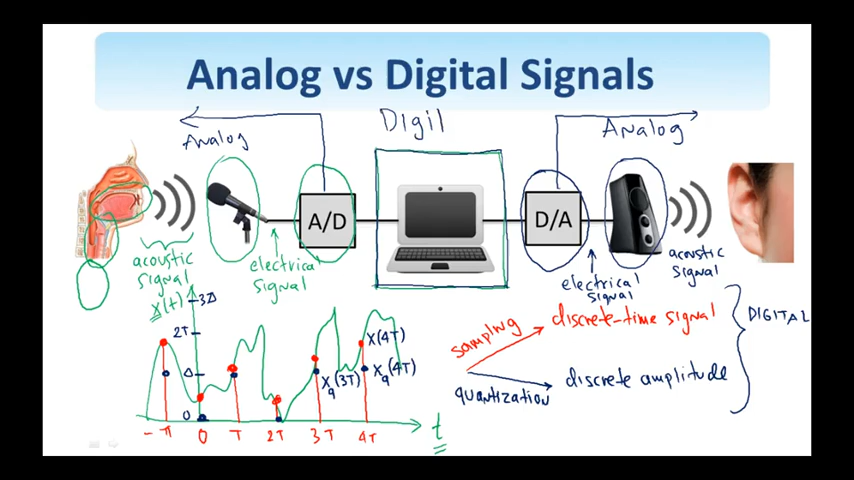 Analog vs Digital Signals
Digil
Analog
Analog
A/D
D/A
acoustic
signal
x(t)
electrical
signal
electrical
signal
acoustic
signal
3Δ
2T
Δ
0
x(4T)
xq(3T)
xq(4T)
-T
0
T
2T
3T
4T
t
sampling
discrete-time signal
quantization
discrete amplitude
DIGITAL